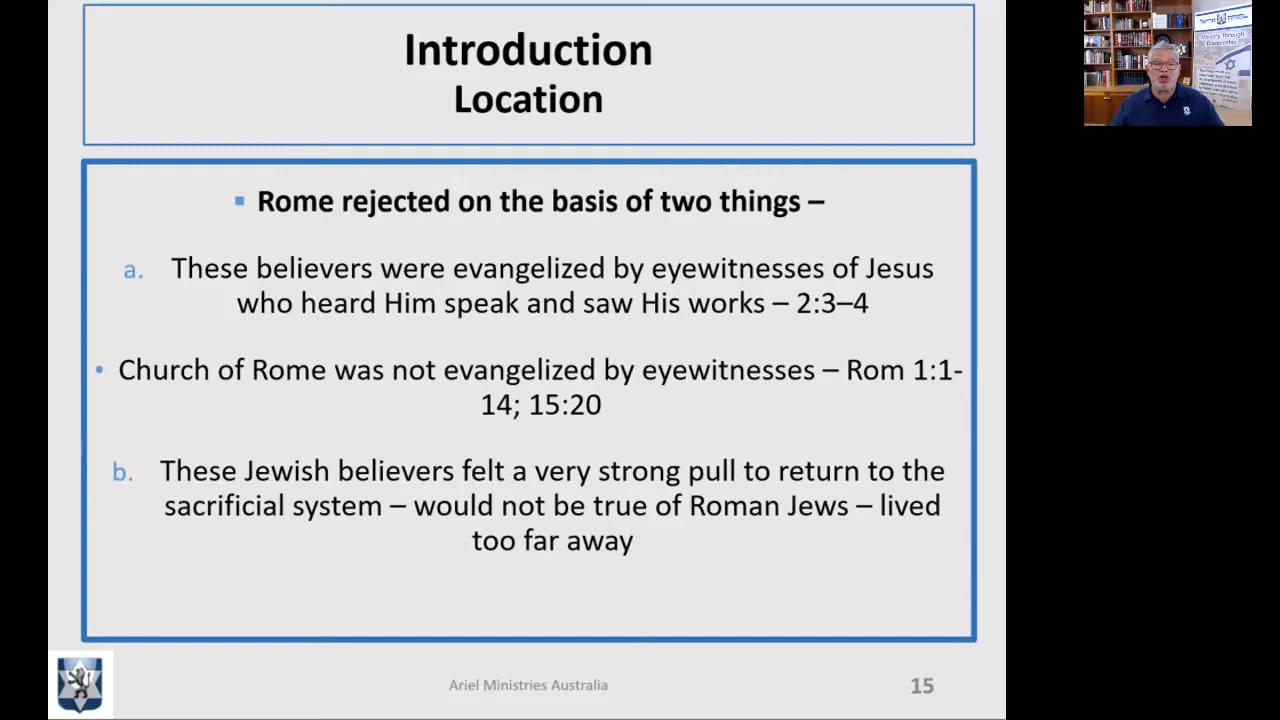 Introduction
Location
▪ Rome rejected on the basis of two things –
a. These believers were evangelized by eyewitnesses of Jesus
who heard Him speak and saw His works – 2:3–4
• Church of Rome was not evangelized by eyewitnesses – Rom 1:1-
14; 15:20
b. These Jewish believers felt a very strong pull to return to the
sacrificial system – would not be true of Roman Jews – lived
too far away
Ariel Ministries Australia
15
Ministry Through
Discipleship